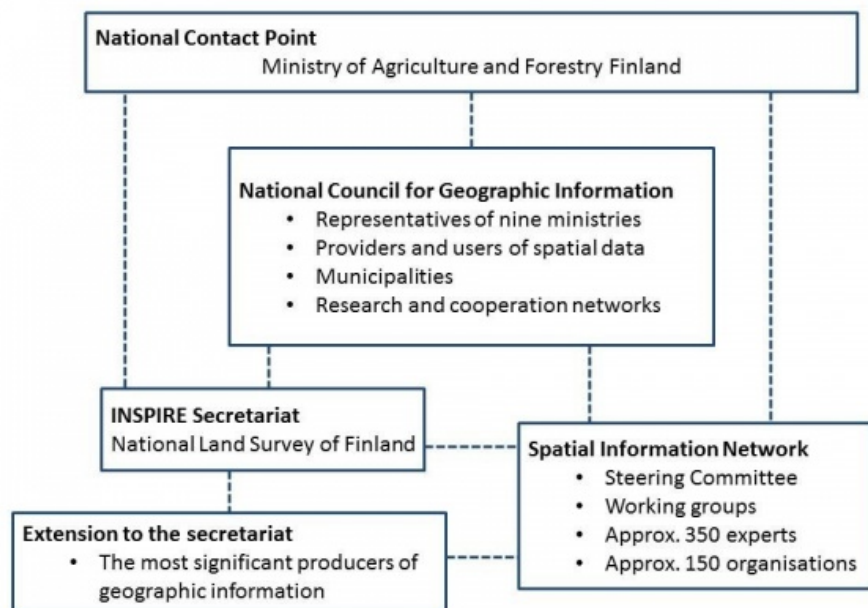 National Contact Point
Ministry of Agriculture and Forestry Finland
National Council for Geographic Information
• Representatives of nine ministries
• Providers and users of spatial data
• Municipalities
• Research and cooperation networks
INSPIRE Secretariat
National Land Survey of Finland
Spatial Information Network
• Steering Committee
• Working groups
• Approx. 350 experts
• Approx. 150 organisations
Extension to the secretariat
• The most significant producers of
geographic information